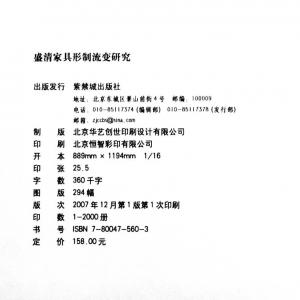 盛清家具形制流变研究
出版发行 紫禁城出版社
地址：北京东城区景山前街4号 邮编：100009
电话：010-85117374（编辑部） 010-85117378（发行部）
邮箱：zjccbs@sina.com
制 版 北京华艺创世印刷设计有限公司
印 刷 北京恒智彩印有限公司
开 本 889mm × 1194mm 1/16
印 张 25.5
字 数 360千字
图 版 294幅
版 次 2007年12月第1版第1次印刷
印 数 1-2000册
书 号 ISBN 7-80047-560-3
定 价 158.00元